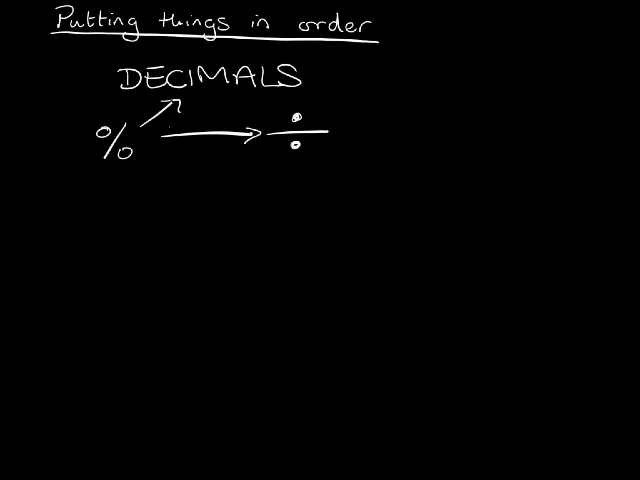 Putting things in order
DECIMALS
% → ÷